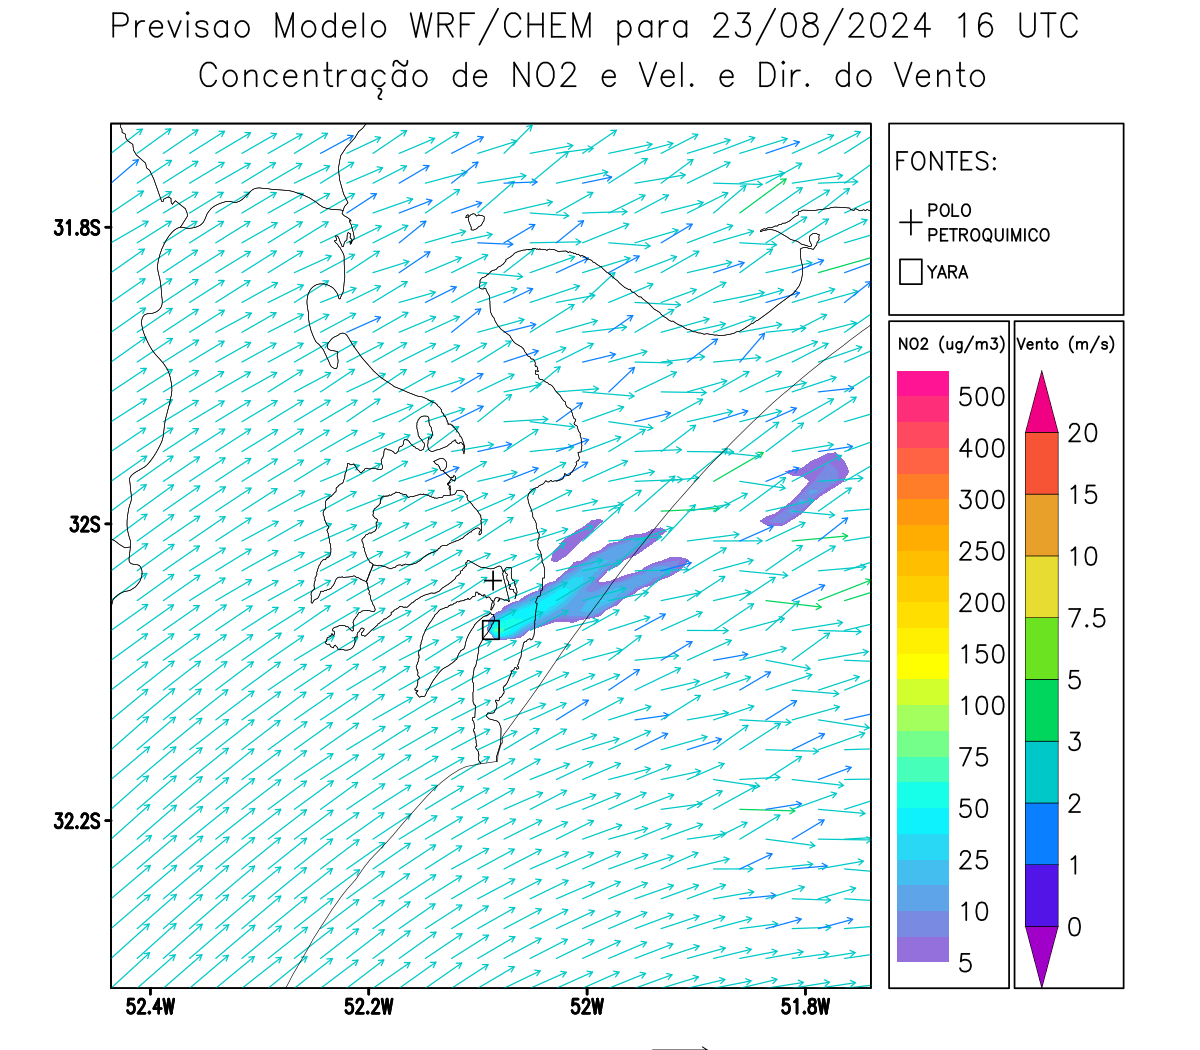 Previsao Modelo WRF/CHEM para 23/08/2024 16 UTC
Concentração de NO2 e Vel. e Dir. do Vento
FONTES:
POLO
PETROQUIMICO
YARA
31.8S
32S
32.2S
52.4W
52.2W
52W
51.8W
NO2 (ug/m3)
500
400
300
250
200
150
100
75
50
25
10
5
Vento (m/s)
20
15
10
7.5
5
3
2
1
0